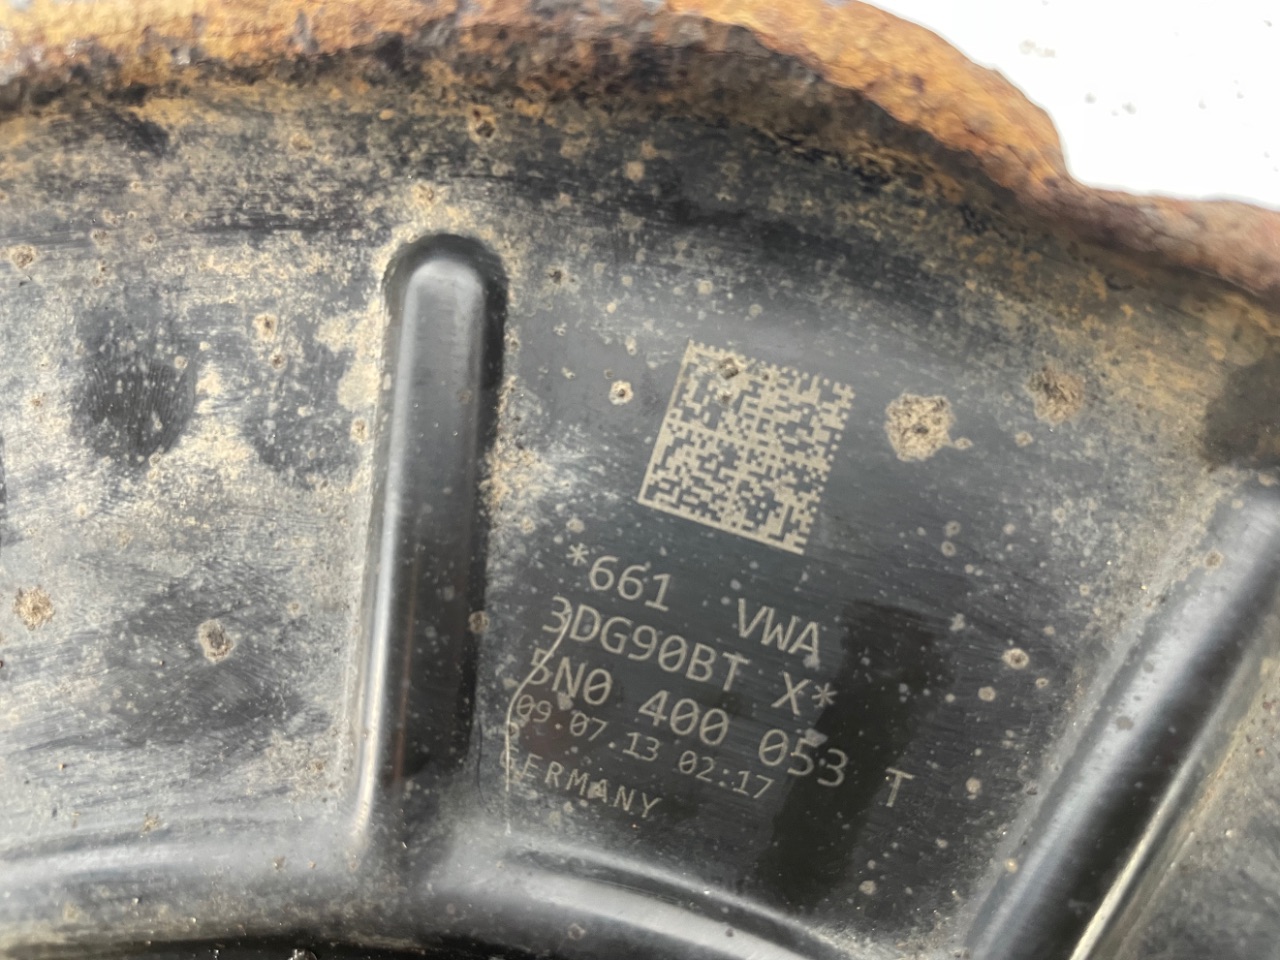 *661 VWA
3DG90BT X*
5N0 400 053 T
09.07.13 02:17
GERMANY